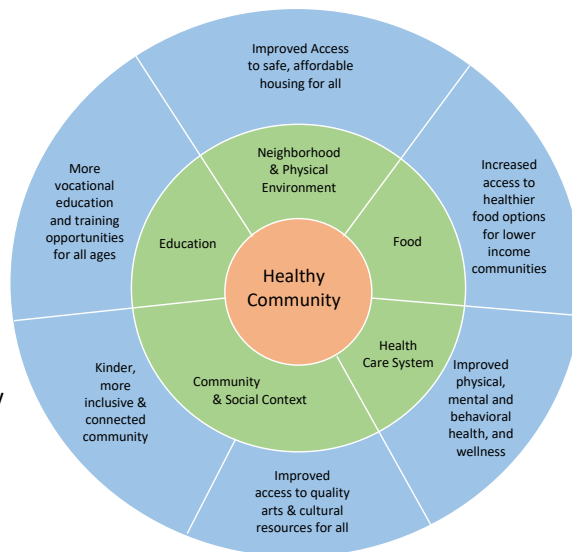 Improved Access
to safe, affordable
housing for all
More
vocational
education
and training
opportunities
for all ages
Neighborhood
& Physical
Environment
Increased
access to
healthier
food options
for lower
income
communities
Education
Food
Healthy
Community
Health
Care System
Community
& Social Context
Kinder,
more
inclusive &
connected
community
Improved
physical,
mental and
behavioral
health, and
wellness
Improved
access to quality
arts & cultural
resources for all